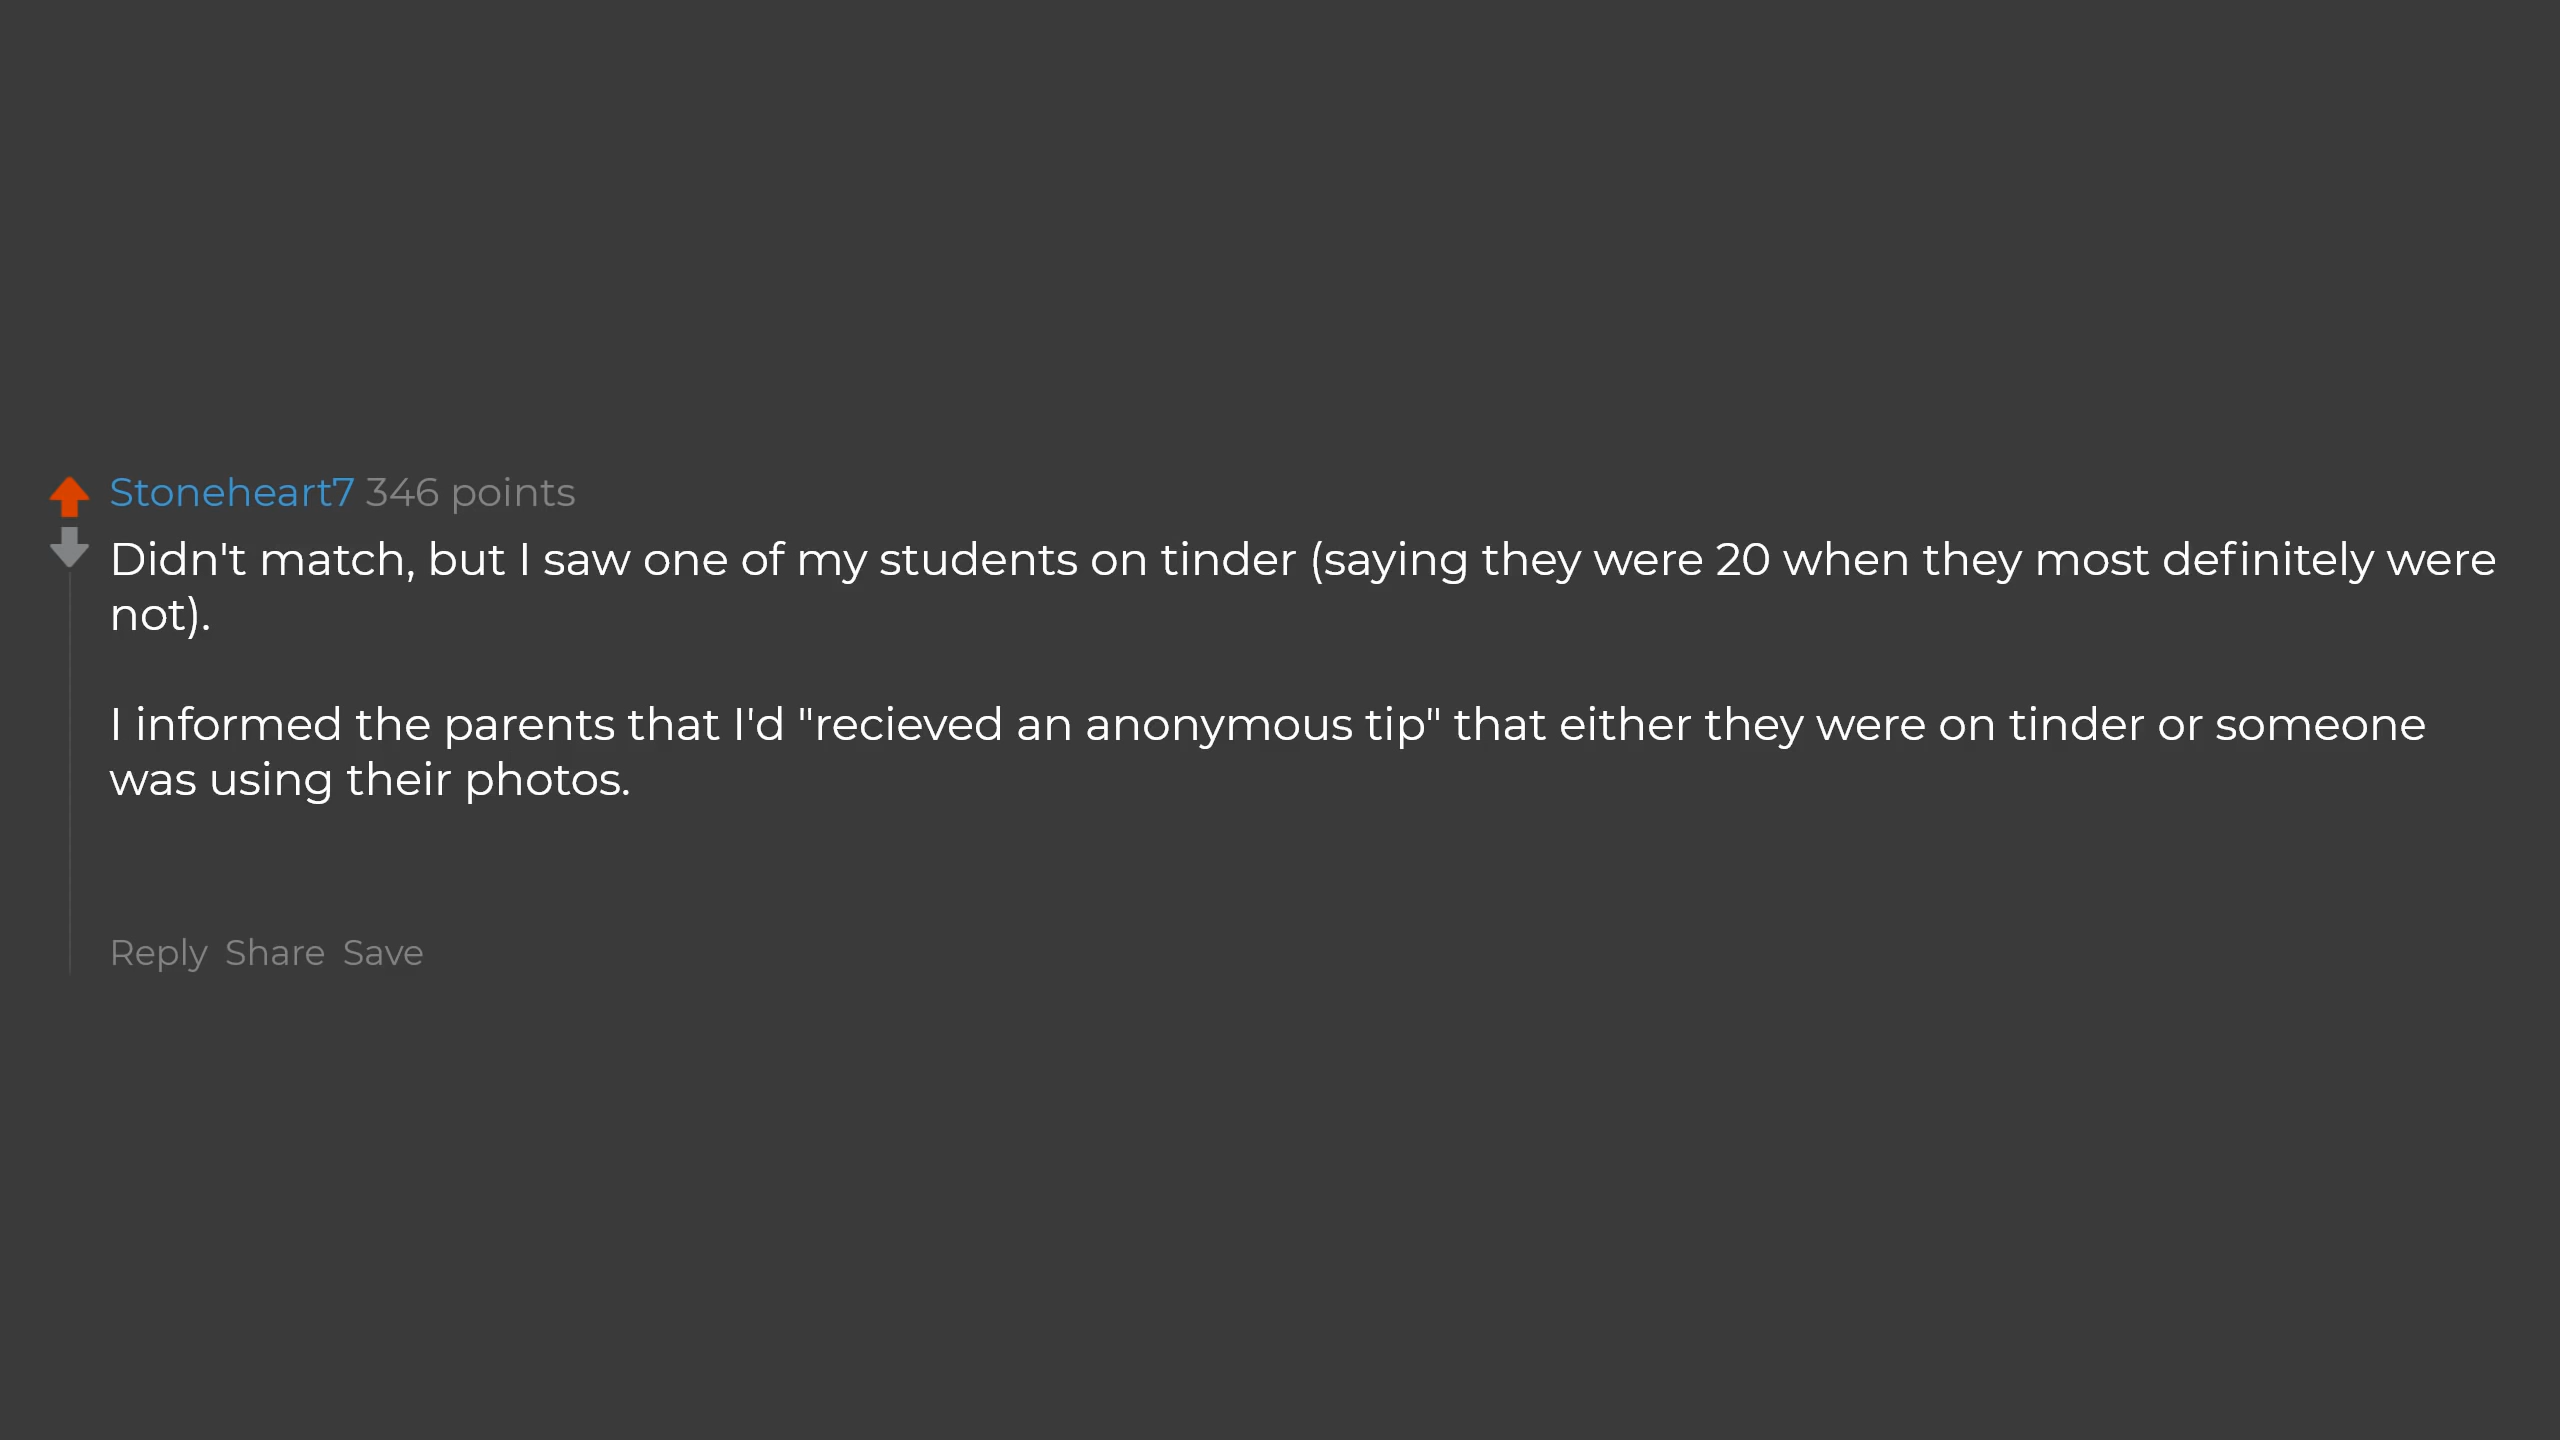 Stoneheart7 346 points
Didn't match, but I saw one of my students on tinder (saying they were 20 when they most definitely were
not).
I informed the parents that I'd "recieved an anonymous tip" that either they were on tinder or someone
was using their photos.
Reply Share Save